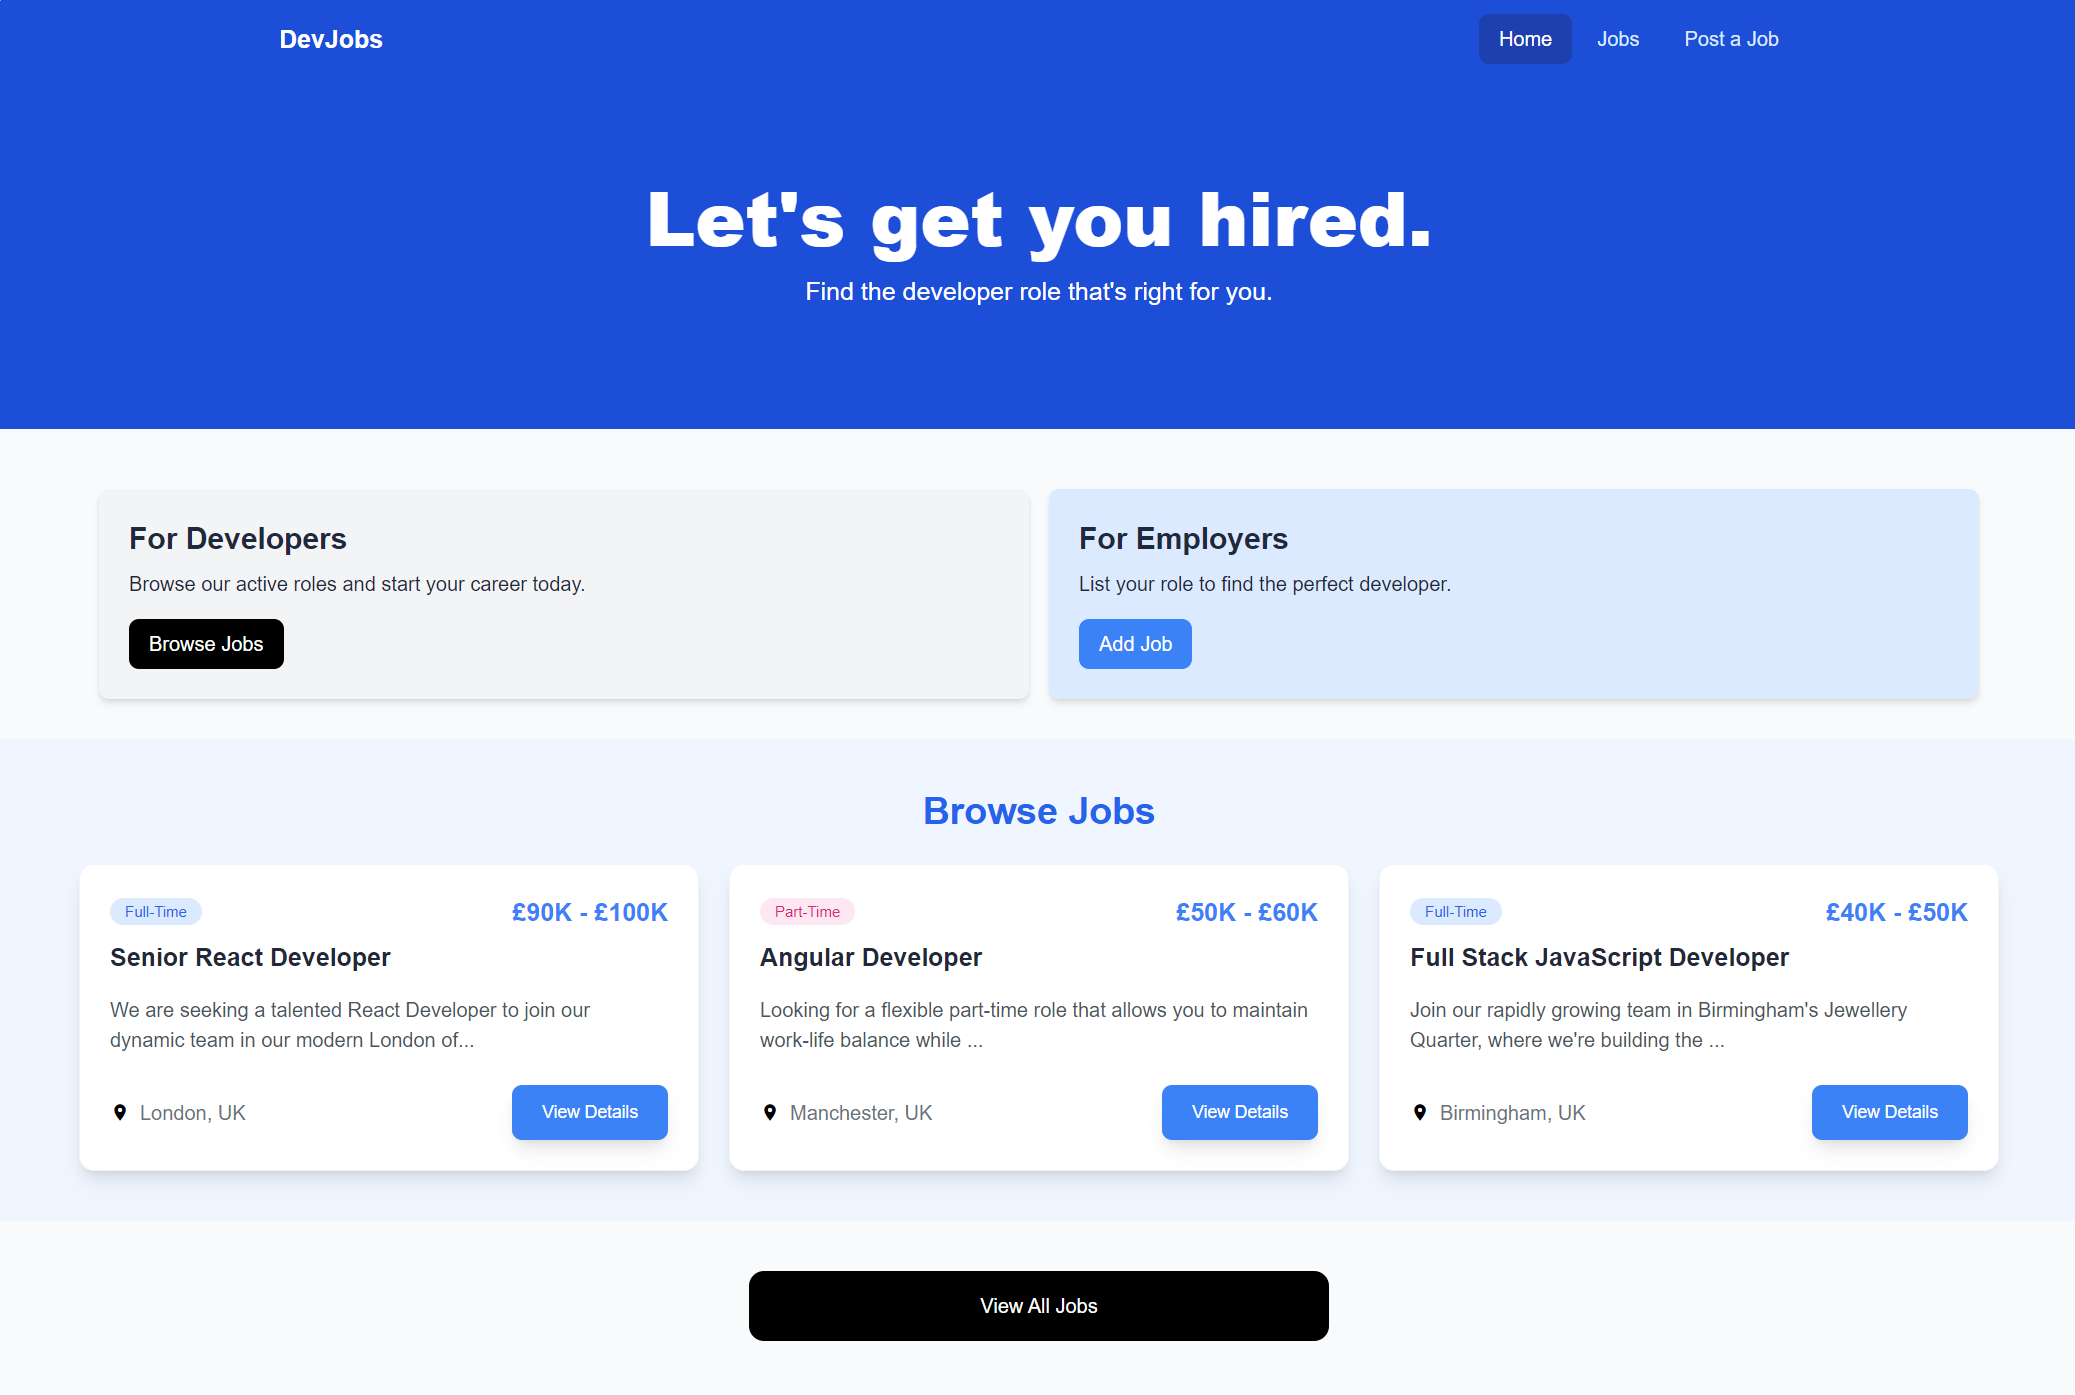 DevJobs
Home
Jobs
Post a Job
Let's get you hired.
Find the developer role that's right for you.
For Developers
Browse our active roles and start your career today.
Browse Jobs
For Employers
List your role to find the perfect developer.
Add Job
Browse Jobs
Full-Time
£90K - £100K
Senior React Developer
We are seeking a talented React Developer to join our
dynamic team in our modern London of...
London, UK
View Details
Part-Time
£50K - £60K
Angular Developer
Looking for a flexible part-time role that allows you to maintain
work-life balance while ...
Manchester, UK
View Details
Full-Time
£40K - £50K
Full Stack JavaScript Developer
Join our rapidly growing team in Birmingham's Jewellery
Quarter, where we're building the ...
Birmingham, UK
View Details
View All Jobs